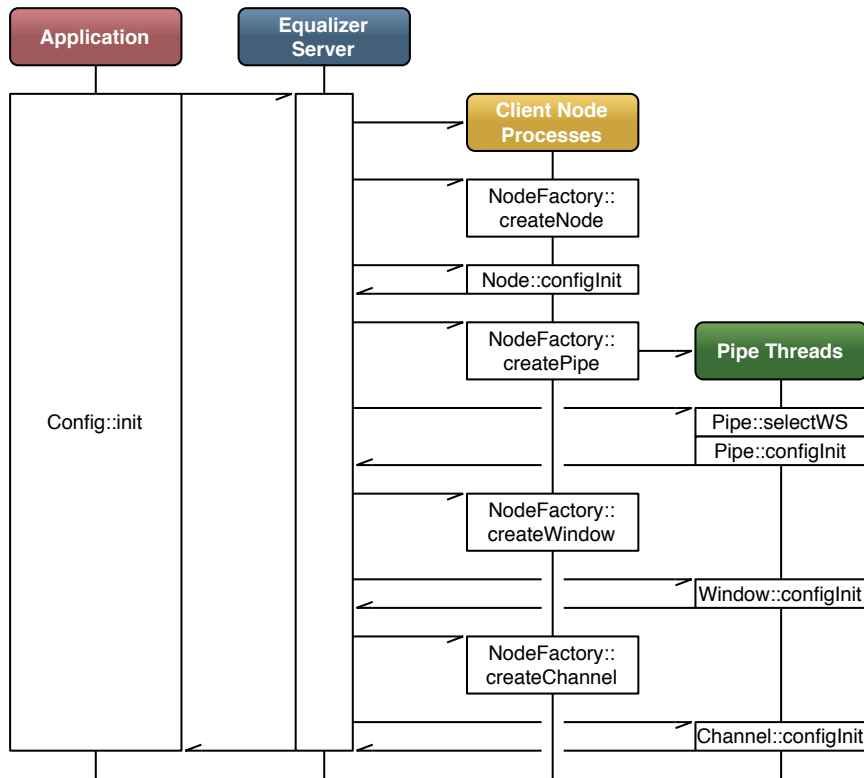 Application
Equalizer
Server
Client Node
Processes
NodeFactory::
createNode
Node::configInit
NodeFactory::
createPipe
Pipe Threads
Config::init
Pipe::selectWS
Pipe::configInit
NodeFactory::
createWindow
Window::configInit
NodeFactory::
createChannel
Channel::configInit